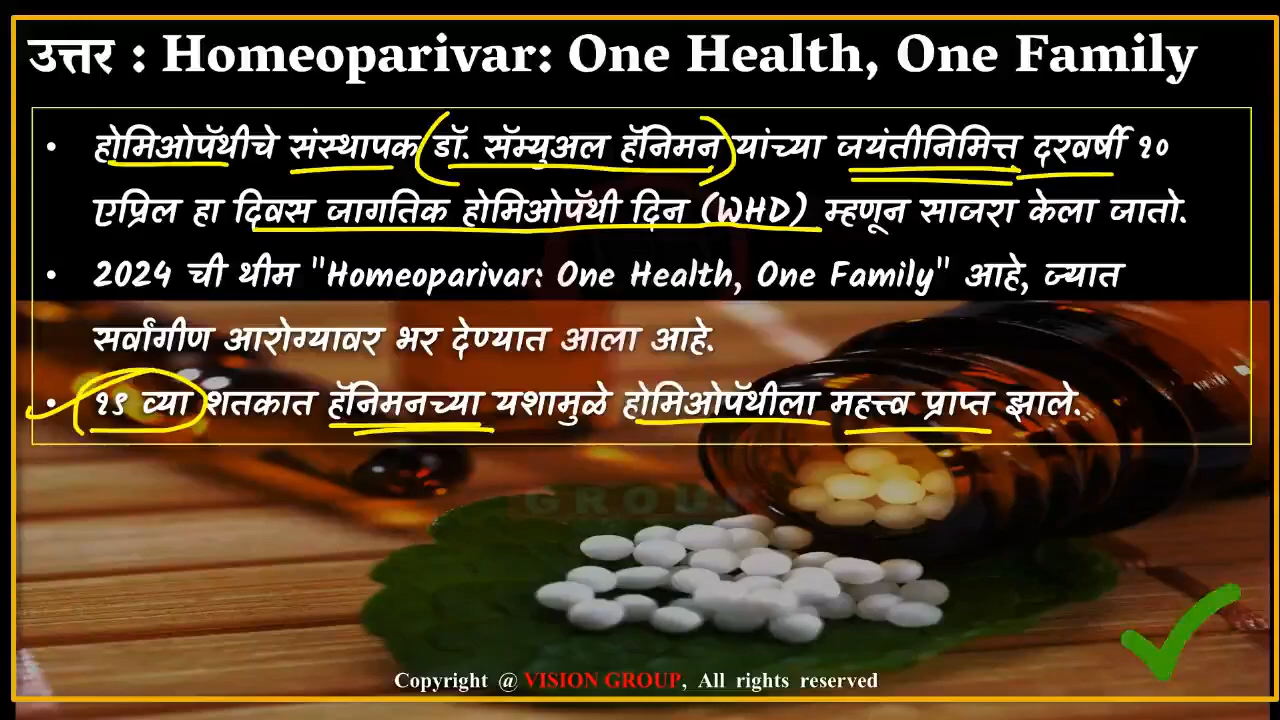 उत्तर : Homeoparivar: One Health, One Family
• होमिओपॅथीचे संस्थापक डॉ. सॅम्युअल हॅनिमन यांच्या जयंतीनिमित्त दरवर्षी १०
एप्रिल हा दिवस जागतिक होमिओपॅथी दिन (WHD) म्हणून साजरा केला जातो.
• 2024 ची थीम "Homeoparivar: One Health, One Family" आहे, ज्यात
सर्वांगीण आरोग्यावर भर देण्यात आला आहे.
• १९ व्या शतकात हॅनिमनच्या यशामुळे होमिओपॅथीला महत्त्व प्राप्त झाले.
GROUP
Copyright @ VISION GROUP, All rights reserved